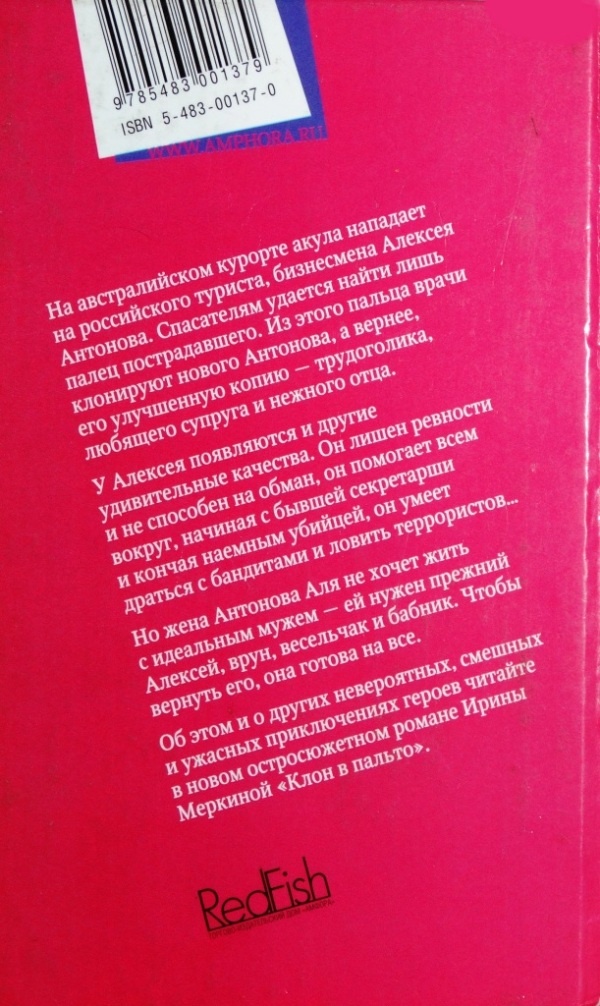 9 785483 001379
ISBN 5-483-00137-0
WWW.AMPHORA.RU
На австралийском курорте акула нападает
на российского туриста, бизнесмена Алексея
Антонова. Спасателям удается найти лишь
палец пострадавшего. Из этого пальца врачи
клонируют нового Антонова, а вернее,
его улучшенную копию — трудоголика,
любящего супруга и нежного отца.
У Алексея появляются и другие
удивительные качества. Он лишен ревности
и не способен на обман, он помогает всем
вокруг, начиная с бывшей секретарши
и кончая наемным убийцей, он умеет
драться с бандитами и ловить террористов...
Но жена Антонова Аля не хочет жить
с идеальным мужем — ей нужен прежний
Алексей, врун, весельчак и бабник. Чтобы
вернуть его, она готова на все.
Об этом и о других невероятных, смешных
и ужасных приключениях героев читайте
в новом остросюжетном романе Ирины
Меркиной «Клон в пальто».
RedFish
ТОРГОВО-ИЗДАТЕЛЬСКИЙ ДОМ «АМФОРА»